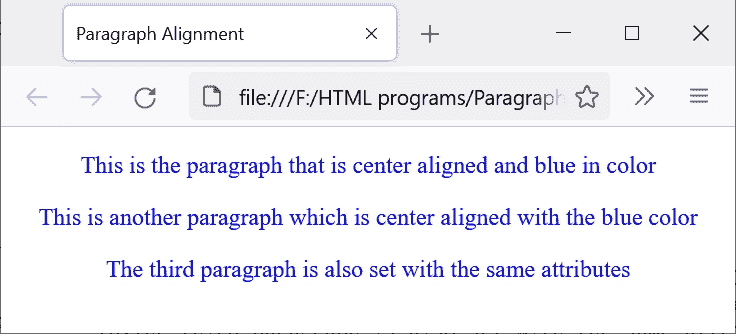 Paragraph Alignment
file:///F:/HTML programs/Paragraph
This is the paragraph that is center aligned and blue in color
This is another paragraph which is center aligned with the blue color
The third paragraph is also set with the same attributes